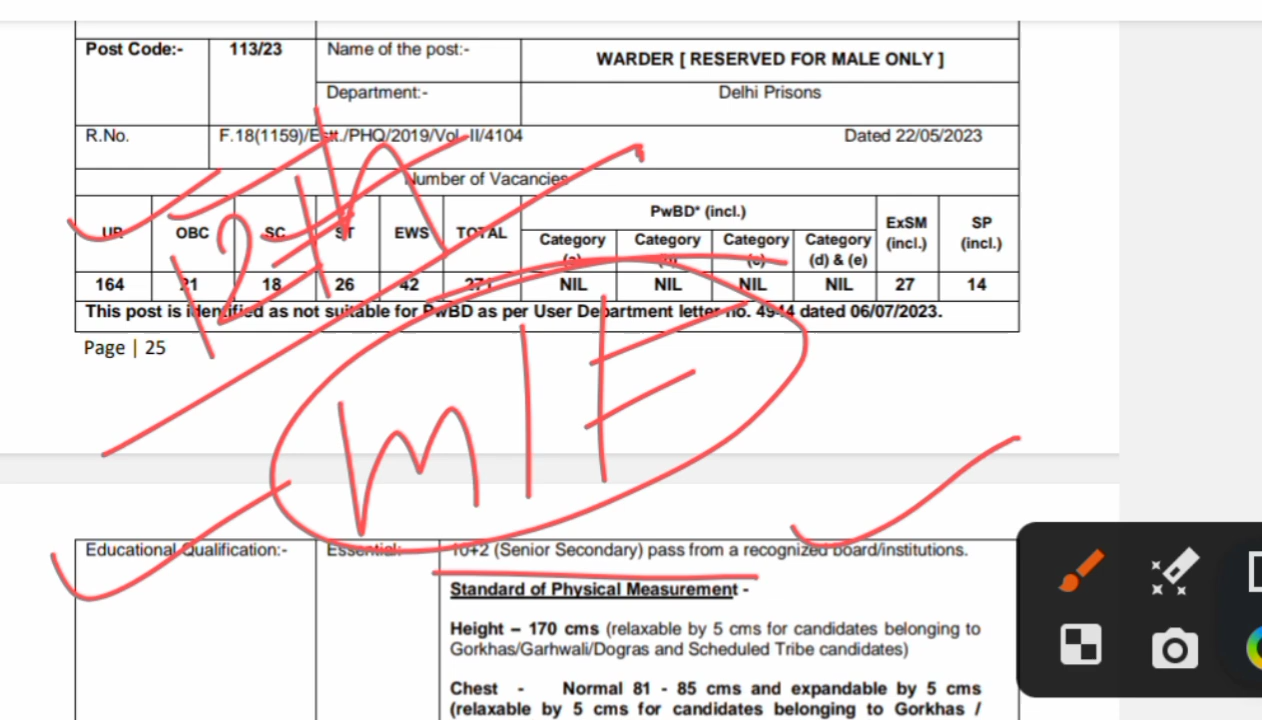 Post Code:- 113/23 Name of the post:- WARDER [ RESERVED FOR MALE ONLY ]
Department:- Delhi Prisons
R.No. F.18(1159)/Estt./PHQ/2019/Vol-II/4104 Dated 22/05/2023
Number of Vacancies
UR OBC SC ST EWS TOTAL PwBD* (incl.) ExSM (incl.) SP (incl.)
Category (a) Category (b) Category (c) Category (d) & (e)
164 21 18 26 42 271 NIL NIL NIL NIL 27 14
This post is identified as not suitable for PwBD as per User Department letter no. 4944 dated 06/07/2023.
Page | 25
12th
M/F
Educational Qualification:- Essential: 10+2 (Senior Secondary) pass from a recognized board/institutions.
Standard of Physical Measurement -
Height – 170 cms (relaxable by 5 cms for candidates belonging to
Gorkhas/Garhwali/Dogras and Scheduled Tribe candidates)
Chest - Normal 81 - 85 cms and expandable by 5 cms
(relaxable by 5 cms for candidates belonging to Gorkhas /